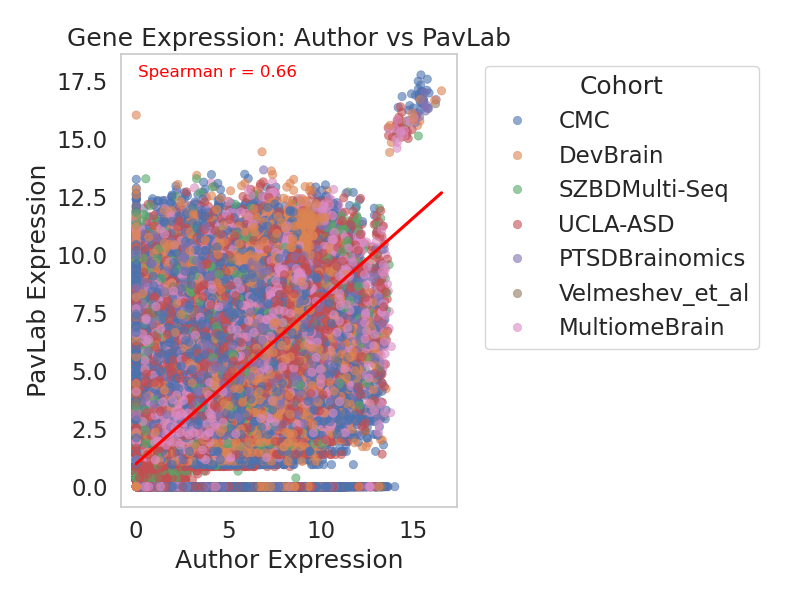 Gene Expression: Author vs PavLab
Spearman r = 0.66
PavLab Expression
17.5
15.0
12.5
10.0
7.5
5.0
2.5
0.0
0 5 10 15
Author Expression
Cohort
CMC
DevBrain
SZBDMulti-Seq
UCLA-ASD
PTSDBrainomics
Velmeshev_et_al
MultiomeBrain